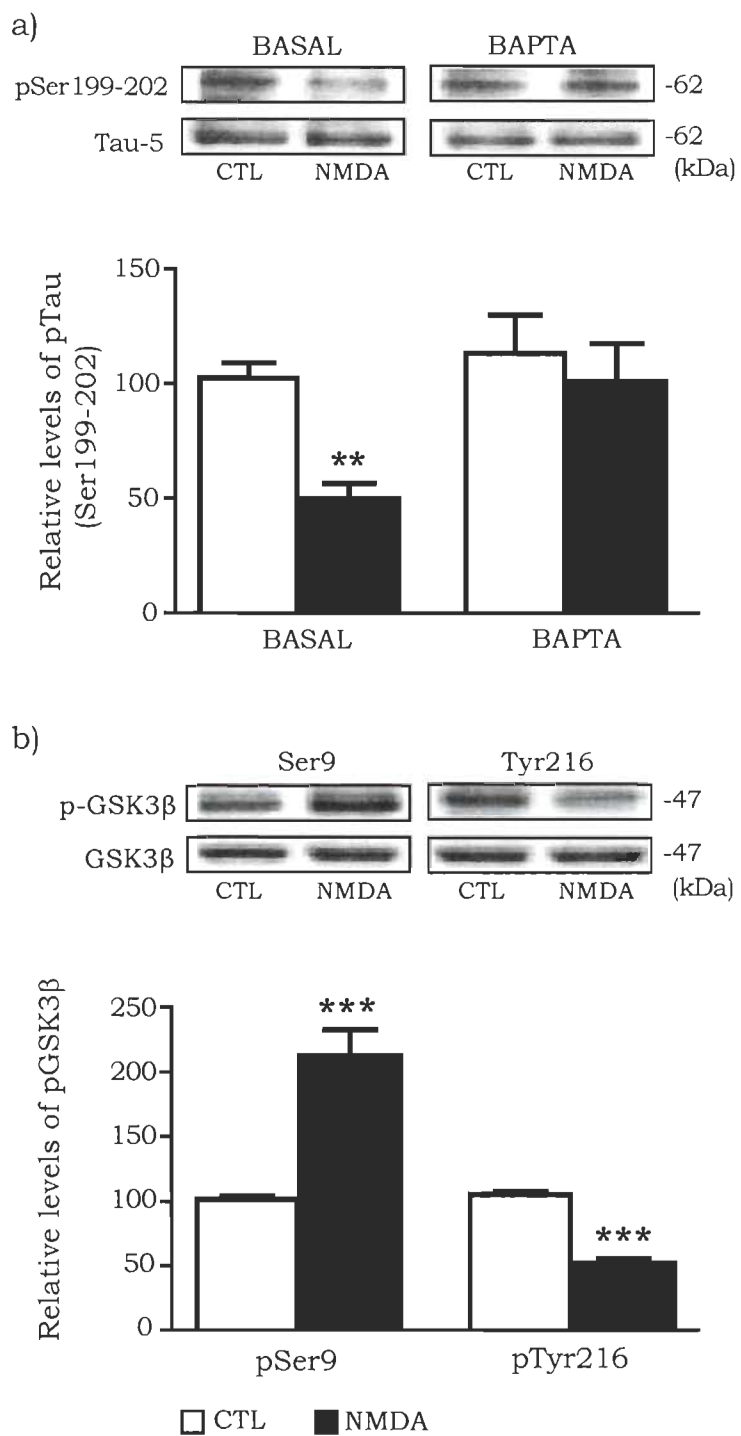 a)
BASAL BAPTA
pSer199-202 -62
Tau-5 -62
CTL NMDA CTL NMDA (kDa)
Relative levels of pTau
(Ser199-202)
150
100
50
0
**
BASAL BAPTA
b)
Ser9 Tyr216
p-GSK3β -47
GSK3β -47
CTL NMDA CTL NMDA (kDa)
Relative levels of pGSK3β
250
200
150
100
50
0
***
***
pSer9 pTyr216
CTL NMDA